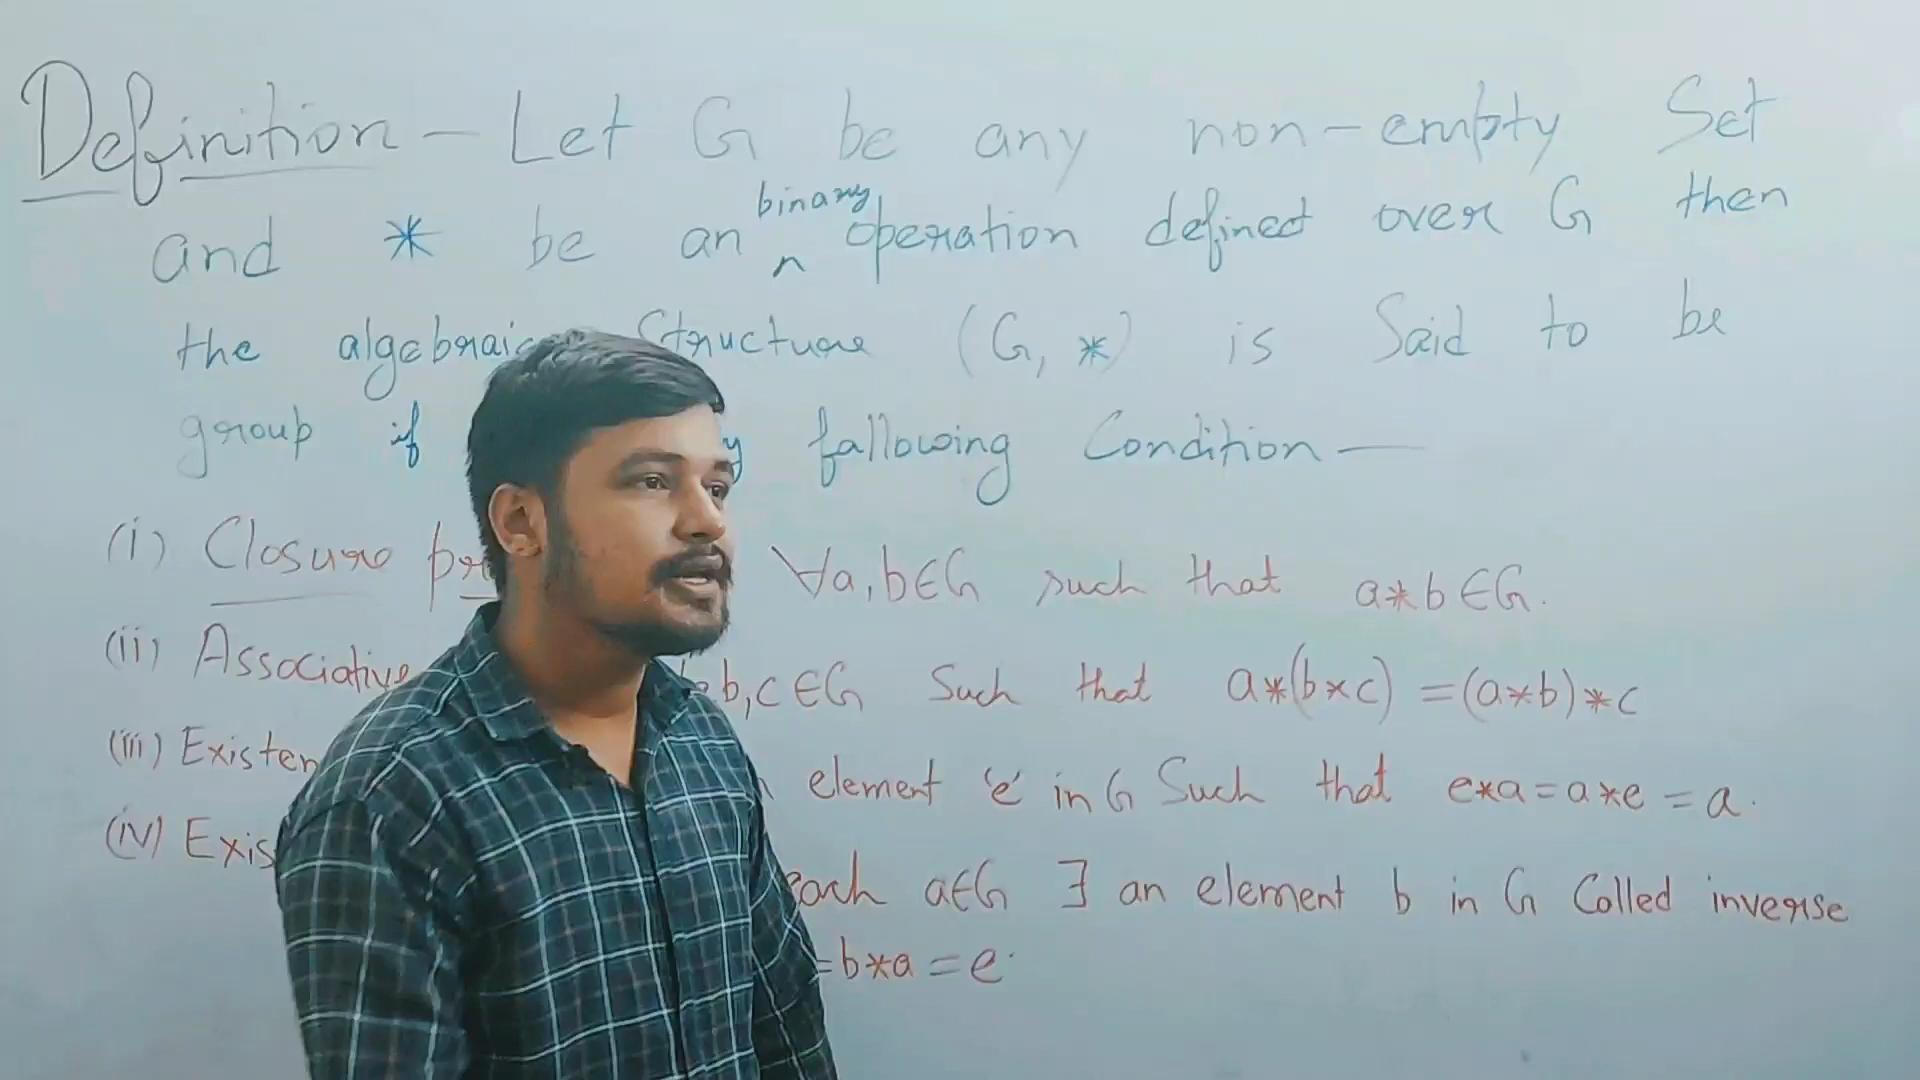 Definition - Let G be any non-empty Set
and * be an binary operation defined over G then
the algebraic Structure (G, *) is Said to be
group if fallowing Condition —
(i) Closure ∀a, b∈G such that a*b∈G.
(ii) Associative b, c∈G Such that a*(b*c) = (a*b)*c
(iii) element 'e' in G Such that e*a = a*e = a.
(iv) each a∈G ∃ an element b in G Called inverse
= b*a = e.